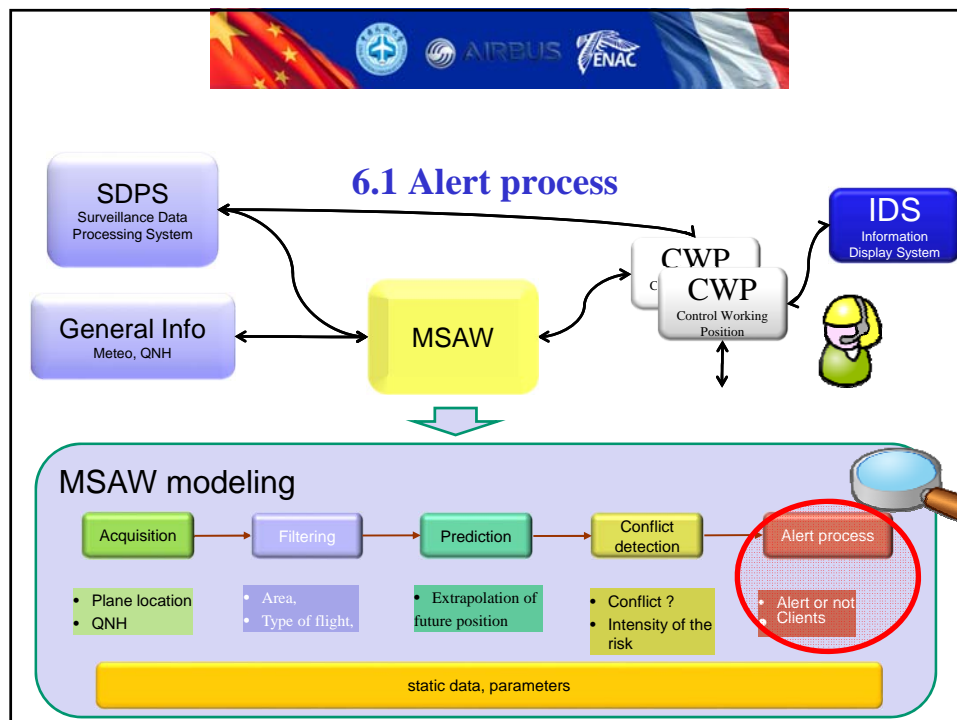 AIRBUS
ENAC
6.1 Alert process
SDPS
Surveillance Data
Processing System
IDS
Information
Display System
CWP
C
CWP
Control Working
Position
General Info
Meteo, QNH
MSAW
MSAW modeling
Acquisition
Filtering
Prediction
Conflict
detection
Alert process
• Plane location
• QNH
• Area,
• Type of flight,
• Extrapolation of
future position
• Conflict ?
• Intensity of the
risk
• Alert or not
• Clients
static data, parameters